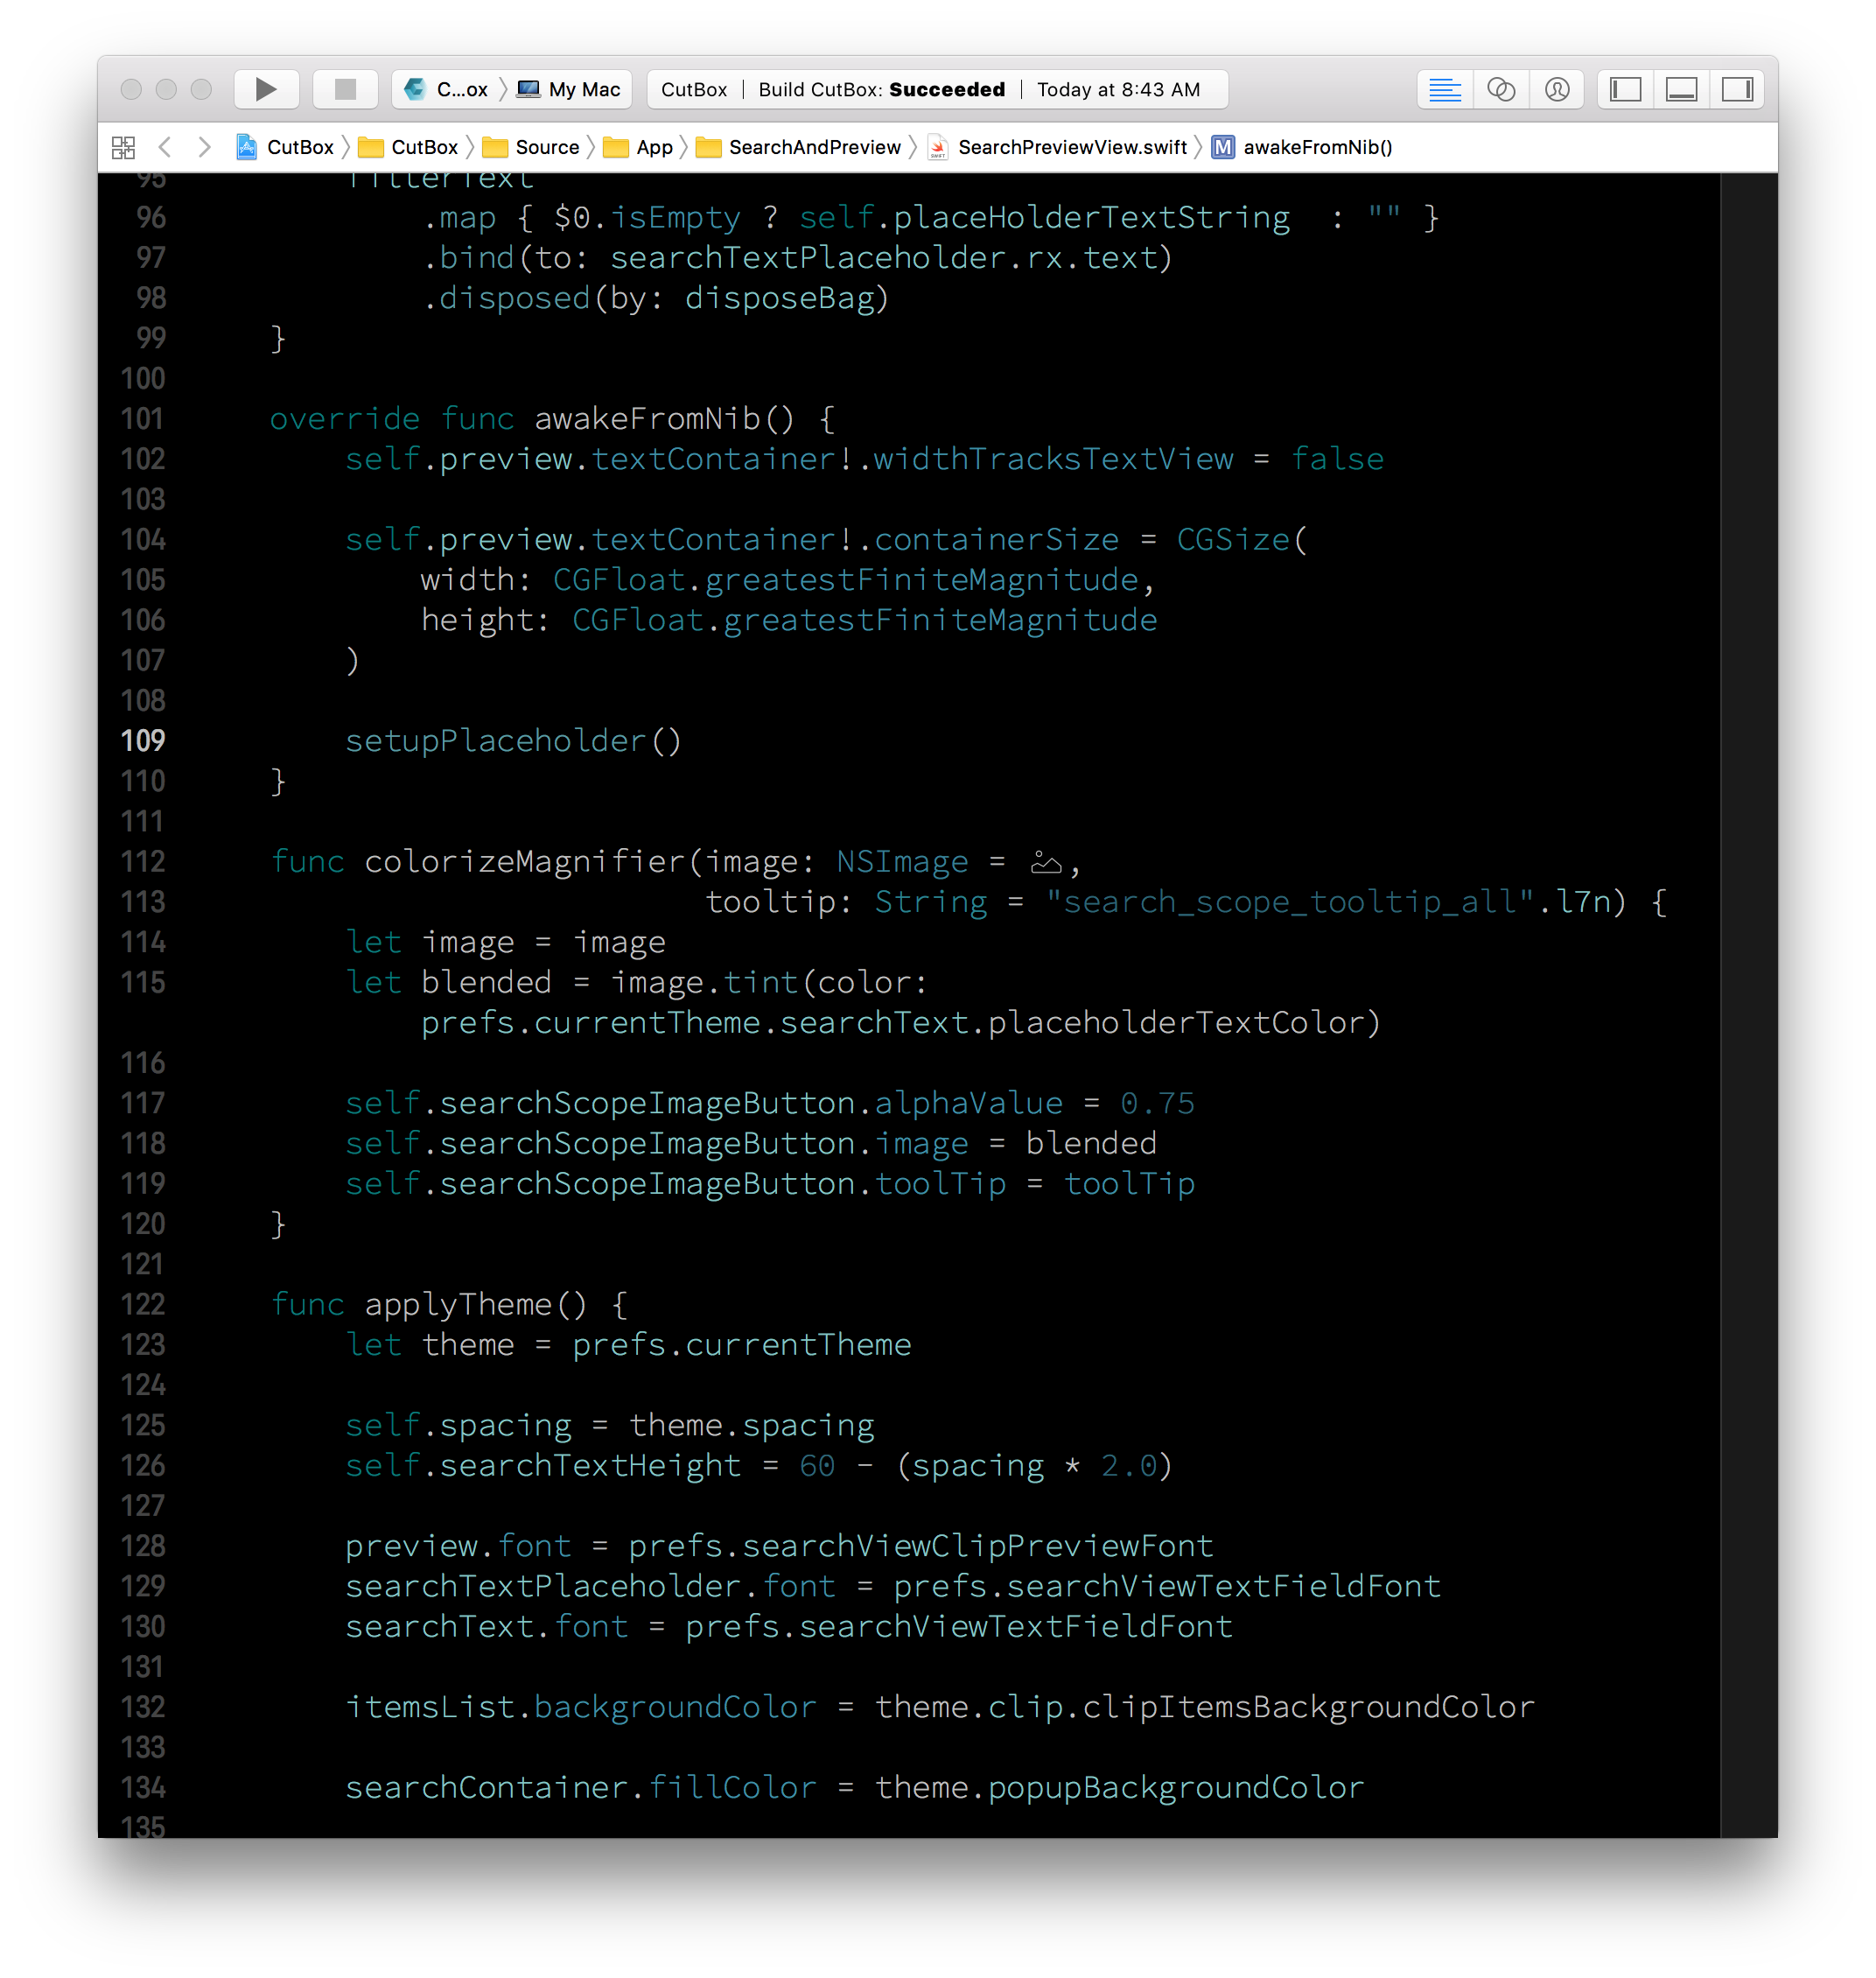 C...ox My Mac CutBox | Build CutBox: Succeeded | Today at 8:43 AM
CutBox CutBox Source App SearchAndPreview SearchPreviewView.swift M awakeFromNib()
95 filterText
96 .map { $0.isEmpty ? self.placeHolderTextString  : "" }
97 .bind(to: searchTextPlaceholder.rx.text)
98 .disposed(by: disposeBag)
99 }
100
101 override func awakeFromNib() {
102 self.preview.textContainer!.widthTracksTextView = false
103
104 self.preview.textContainer!.containerSize = CGSize(
105 width: CGFloat.greatestFiniteMagnitude,
106 height: CGFloat.greatestFiniteMagnitude
107 )
108
109 setupPlaceholder()
110 }
111
112 func colorizeMagnifier(image: NSImage = ,
113 tooltip: String = "search_scope_tooltip_all".l7n) {
114 let image = image
115 let blended = image.tint(color:
prefs.currentTheme.searchText.placeholderTextColor)
116
117 self.searchScopeImageButton.alphaValue = 0.75
118 self.searchScopeImageButton.image = blended
119 self.searchScopeImageButton.toolTip = toolTip
120 }
121
122 func applyTheme() {
123 let theme = prefs.currentTheme
124
125 self.spacing = theme.spacing
126 self.searchTextHeight = 60 - (spacing * 2.0)
127
128 preview.font = prefs.searchViewClipPreviewFont
129 searchTextPlaceholder.font = prefs.searchViewTextFieldFont
130 searchText.font = prefs.searchViewTextFieldFont
131
132 itemsList.backgroundColor = theme.clip.clipItemsBackgroundColor
133
134 searchContainer.fillColor = theme.popupBackgroundColor
135